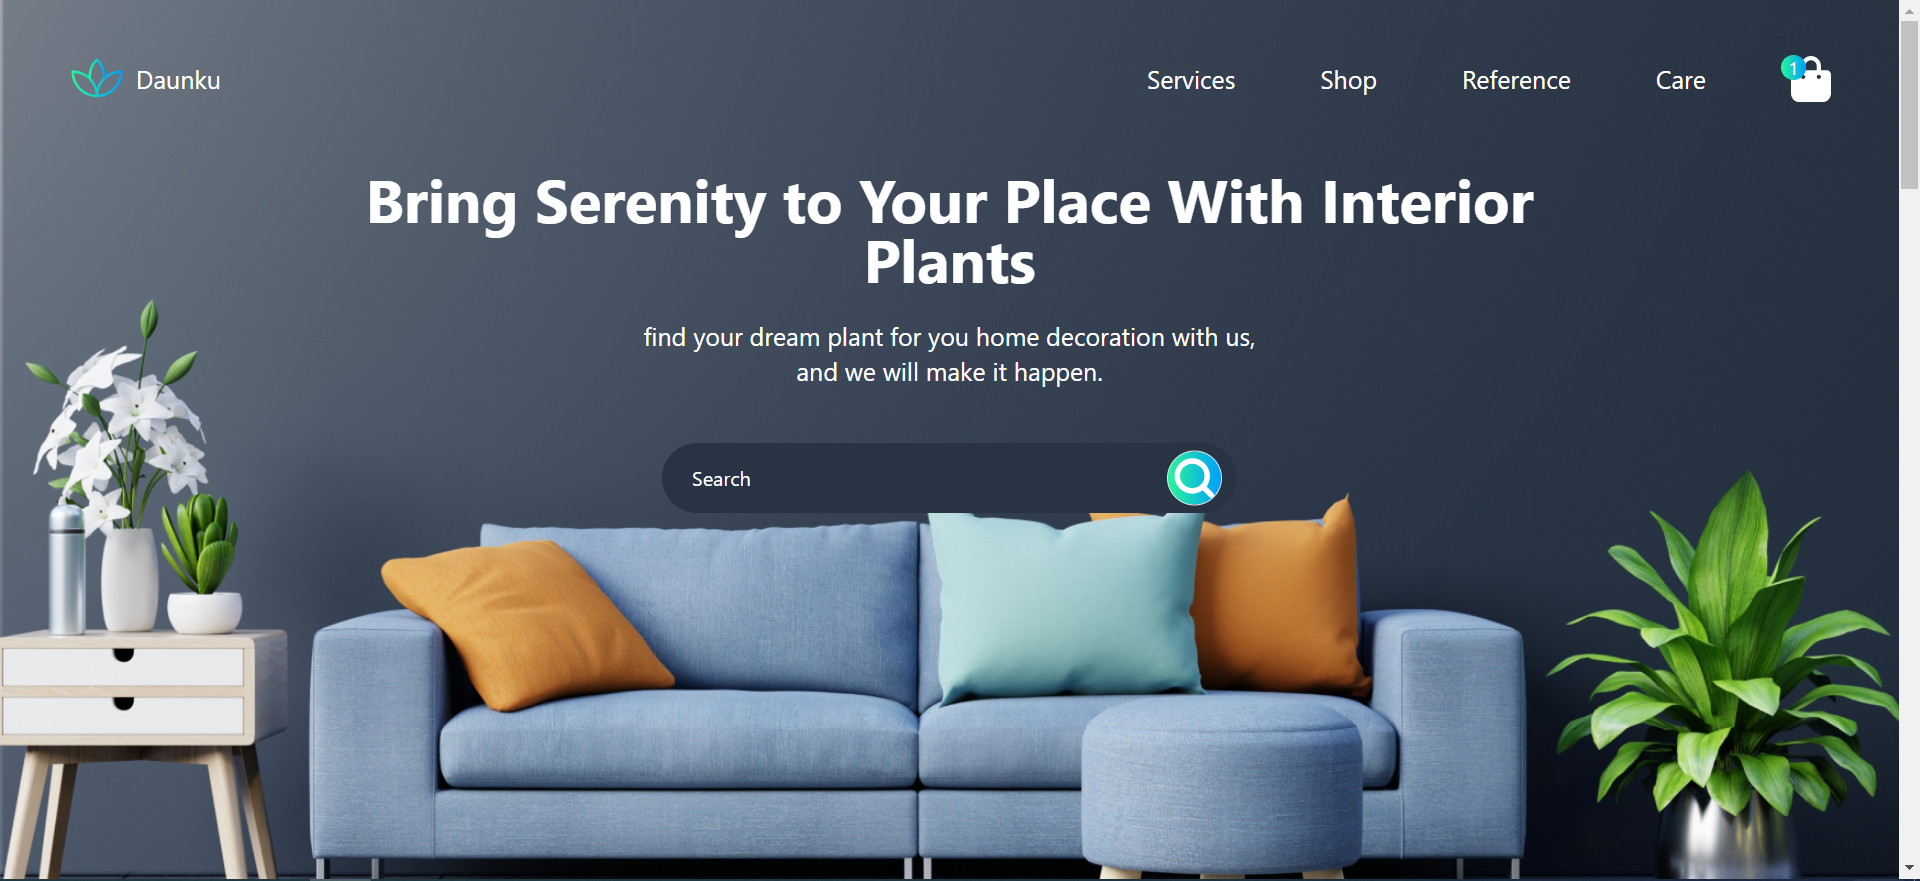 Daunku
Services
Shop
Reference
Care
1
Bring Serenity to Your Place With Interior
Plants
find your dream plant for you home decoration with us,
and we will make it happen.
Search